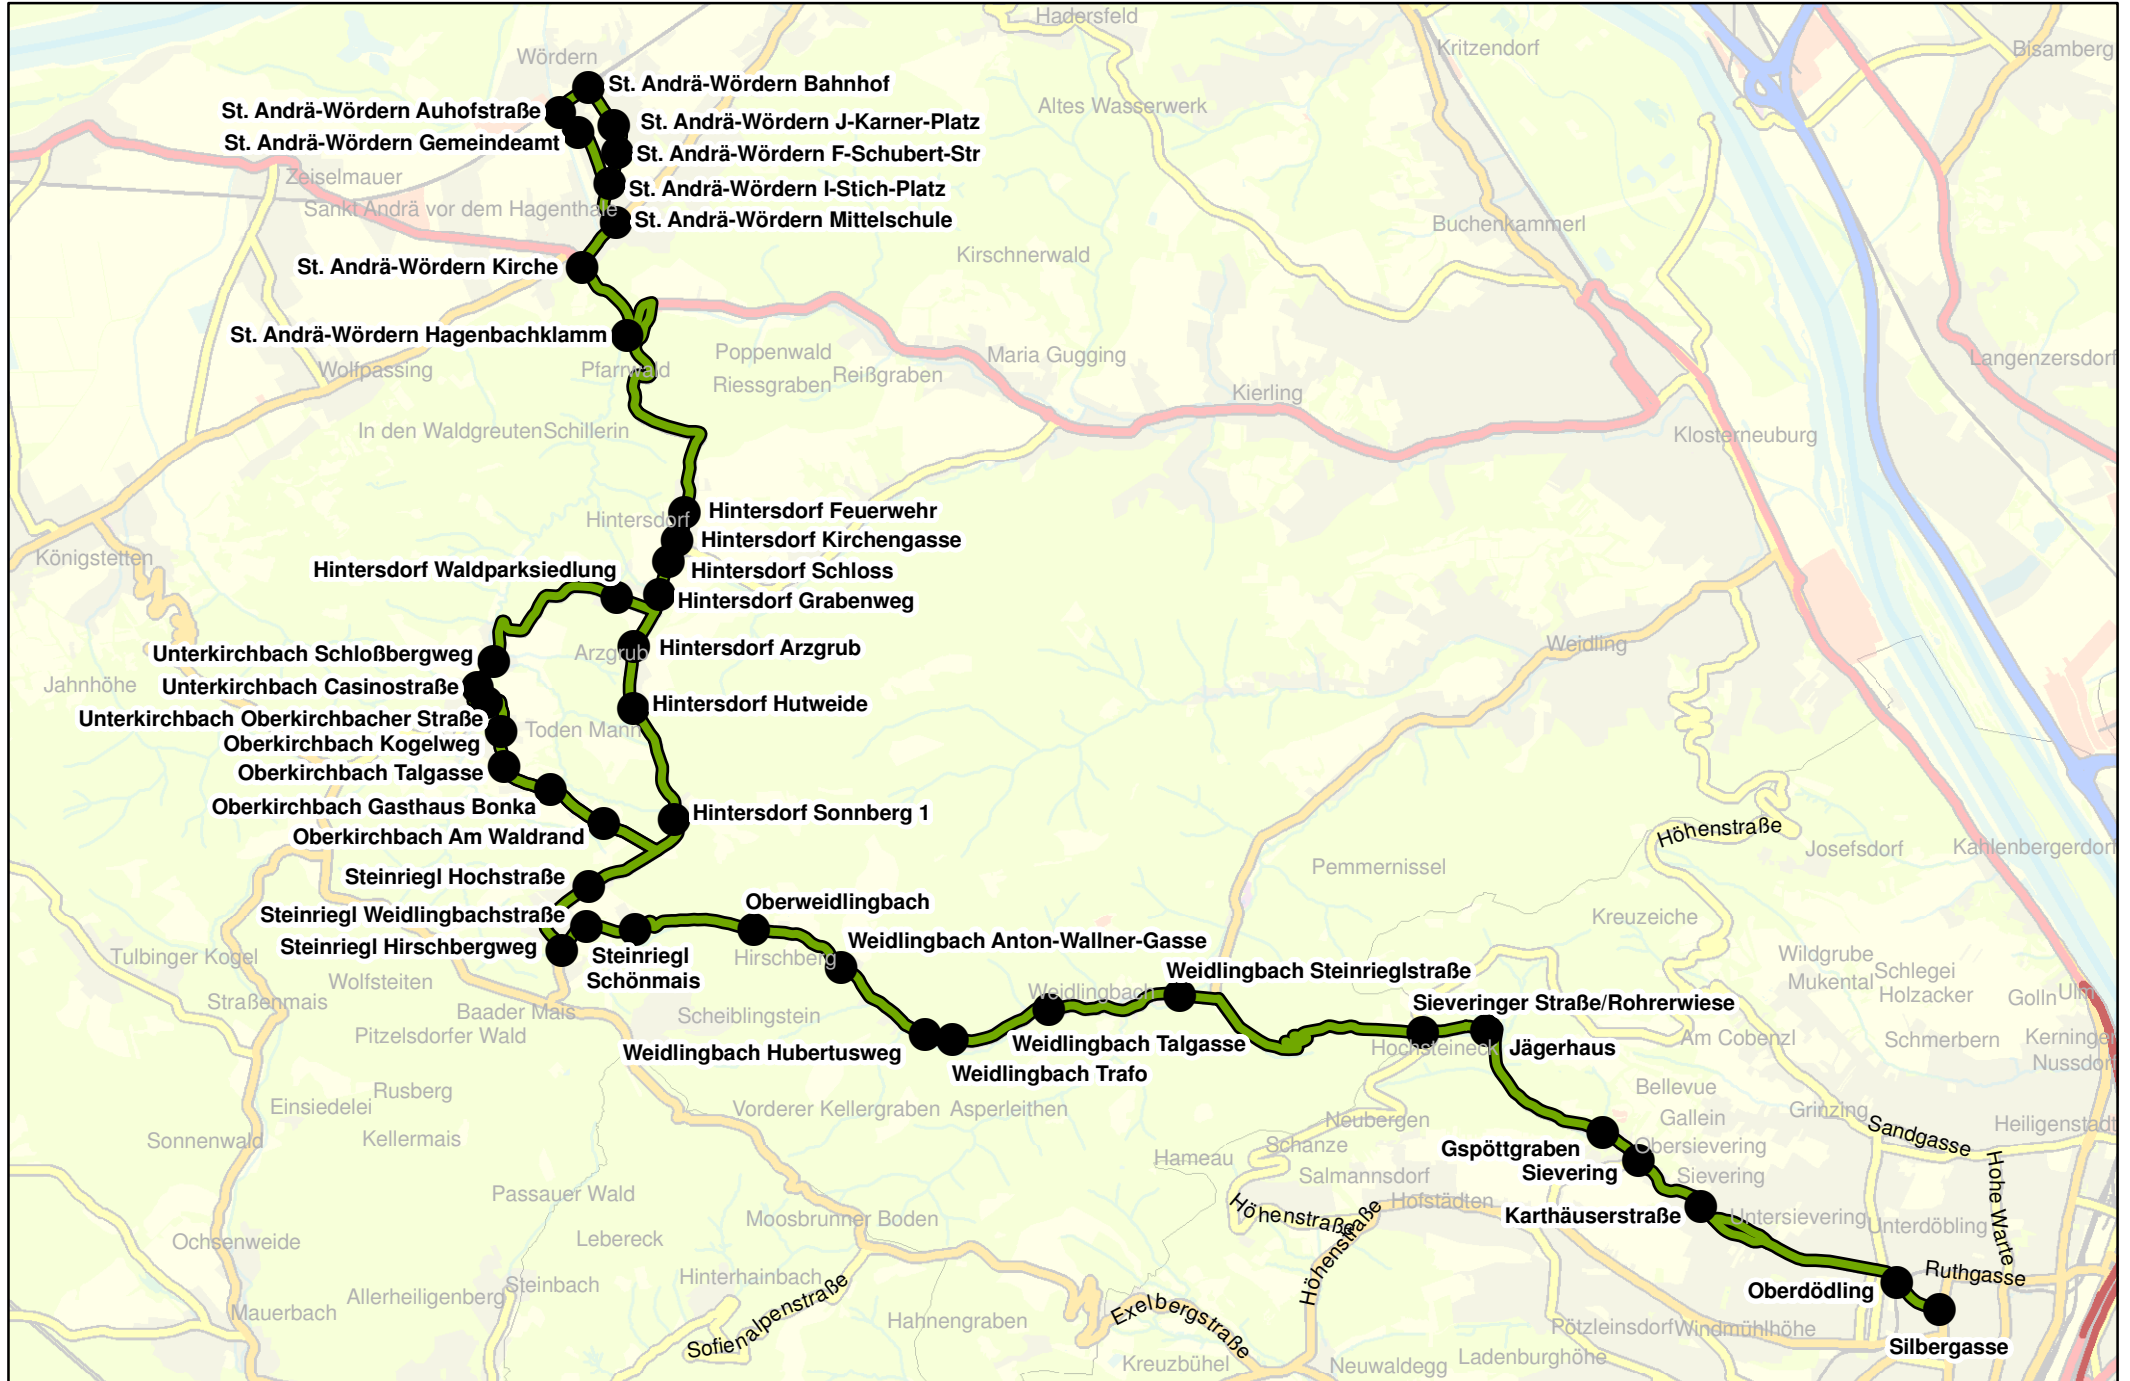 Hadersfeld
Kritzendorf
Bisamberg
Wördern
St. Andrä-Wördern Bahnhof
St. Andrä-Wördern Auhofstraße
Altes Wasserwerk
St. Andrä-Wördern J-Karner-Platz
St. Andrä-Wördern Gemeindeamt
St. Andrä-Wördern F-Schubert-Str
Zeiselmauer
St. Andrä-Wördern I-Stich-Platz
Sankt Andrä vor dem Hagenthale
St. Andrä-Wördern Mittelschule
Buchenkammerl
Kirschnerwald
St. Andrä-Wördern Kirche
St. Andrä-Wördern Hagenbachklamm
Poppenwald
Maria Gugging
Langenzersdorf
Wolfpassing
Pfarrwald
Riessgraben
Reißgraben
Kierling
In den Waldgreuten
Schillerin
Klosterneuburg
Hintersdorf Feuerwehr
Hintersdorf
Hintersdorf Kirchengasse
Königstetten
Hintersdorf Waldparksiedlung
Hintersdorf Schloss
Hintersdorf Grabenweg
Weidling
Unterkirchbach Schloßbergweg
Arzgrub
Hintersdorf Arzgrub
Jahnhöhe
Unterkirchbach Casinostraße
Hintersdorf Hutweide
Unterkirchbach Oberkirchbacher Straße
Toden Mann
Oberkirchbach Kogelweg
Oberkirchbach Talgasse
Oberkirchbach Gasthaus Bonka
Hintersdorf Sonnberg 1
Oberkirchbach Am Waldrand
Höhenstraße
Josefsdorf
Kahlenbergerdorf
Pemmernissel
Steinriegl Hochstraße
Oberweidlingbach
Steinriegl Weidlingbachstraße
Kreuzeiche
Steinriegl Hirschbergweg
Weidlingbach Anton-Wallner-Gasse
Tulbinger Kogel
Steinriegl
Schönmais
Hirschberg
Wildgrube
Weidlingbach Steinrieglstraße
Schlegei
Wolfsteiten
Mukental
Holzacker
Golln
Ulm
Straßenmais
Weidlingbach
Sieveringer Straße/Rohrerwiese
Baader Mais
Scheiblingstein
Pitzelsdorfer Wald
Weidlingbach Hubertusweg
Weidlingbach Talgasse
Hochsteineck
Jägerhaus
Am Cobenzl
Schmerbern
Kerninger
Nussdorf
Weidlingbach Trafo
Rusberg
Bellevue
Einsiedelei
Vorderer Kellergraben
Asperleithen
Neubergen
Gallein
Grinzing
Sandgasse
Heiligenstadt
Sonnenwald
Kellermais
Schanze
Gspöttgraben
Obersievering
Hameau
Salmannsdorf
Sievering
Sievering
Hohe Warte
Passauer Wald
Höhenstraße
Hofstädten
Karthäuserstraße
Untersievering
Unterdöbling
Moosbrunner Boden
Höhenstraße
Ochsenweide
Lebereck
Steinbach
Hinterhainbach
Ruthgasse
Oberdödling
Allerheiligenberg
Mauerbach
Sofienalpenstraße
Hahnengraben
Exelbergstraße
Pötzleinsdorf
Windmühlhöhe
Silbergasse
Kreuzbühel
Neuwaldegg
Ladenburghöhe